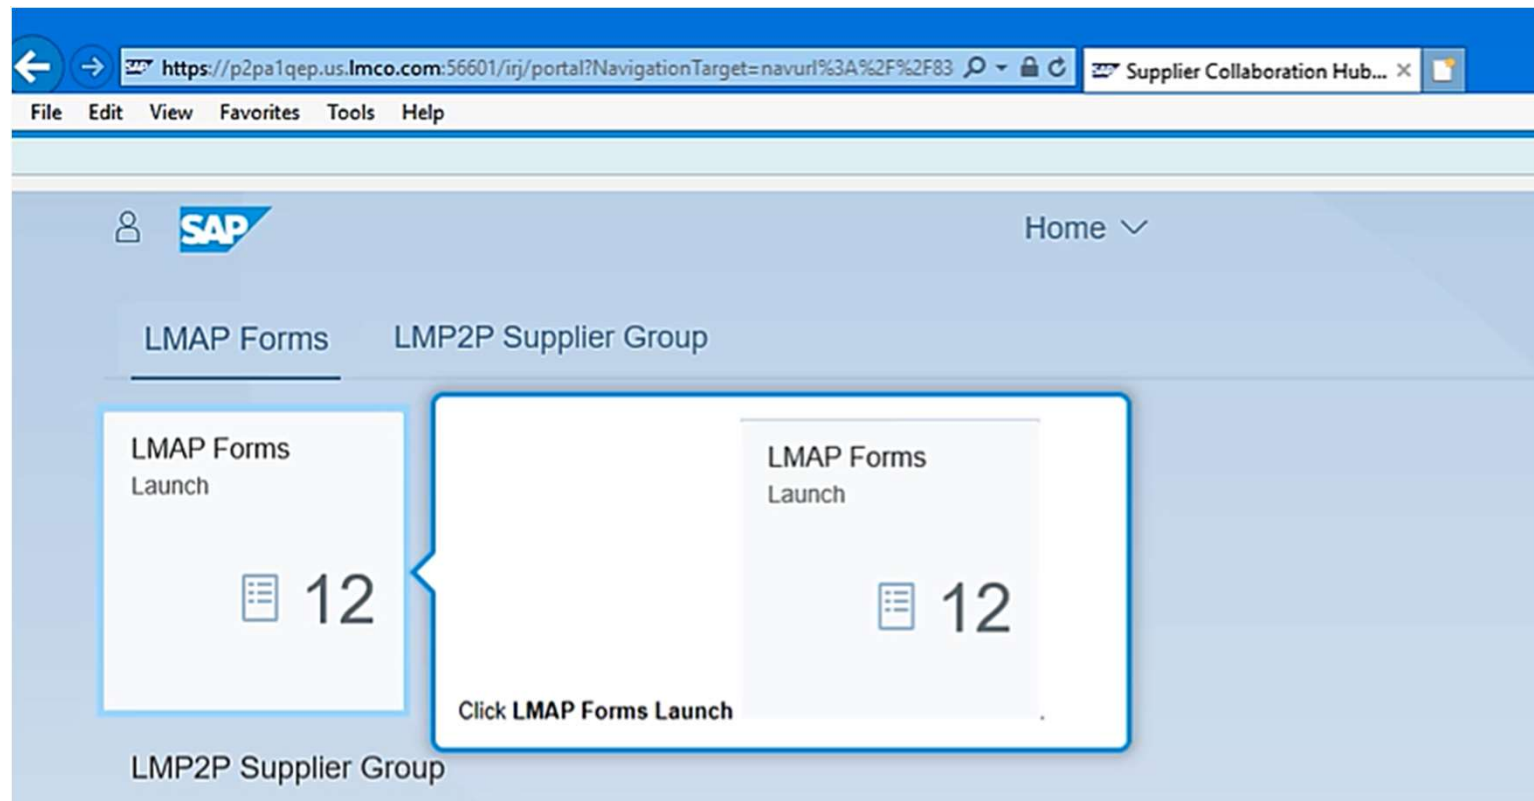 https://p2pa1qep.us.lmco.com:56601/irj/portal?NavigationTarget=navurl%3A%2F%2F83
Supplier Collaboration Hub...
File Edit View Favorites Tools Help
SAP
Home
LMAP Forms LMP2P Supplier Group
LMAP Forms
Launch
12
LMAP Forms
Launch
12
Click LMAP Forms Launch .
LMP2P Supplier Group